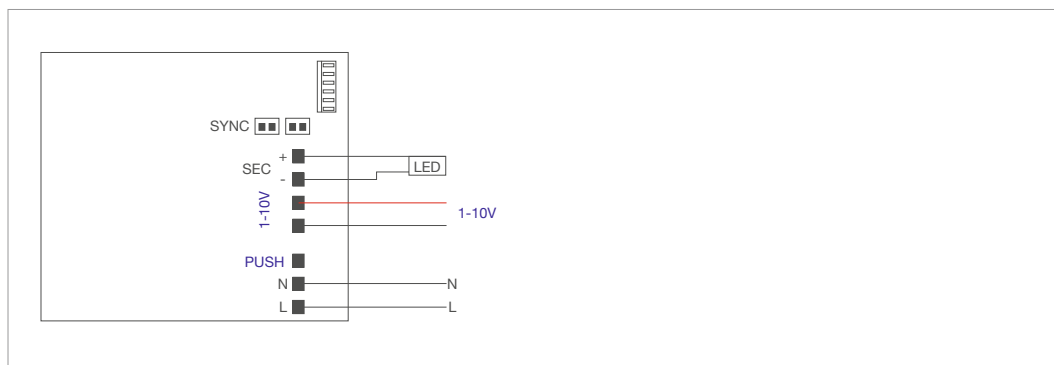 SYNC
+
SEC
-
LED
1-10V
1-10V
PUSH
N
N
L
L